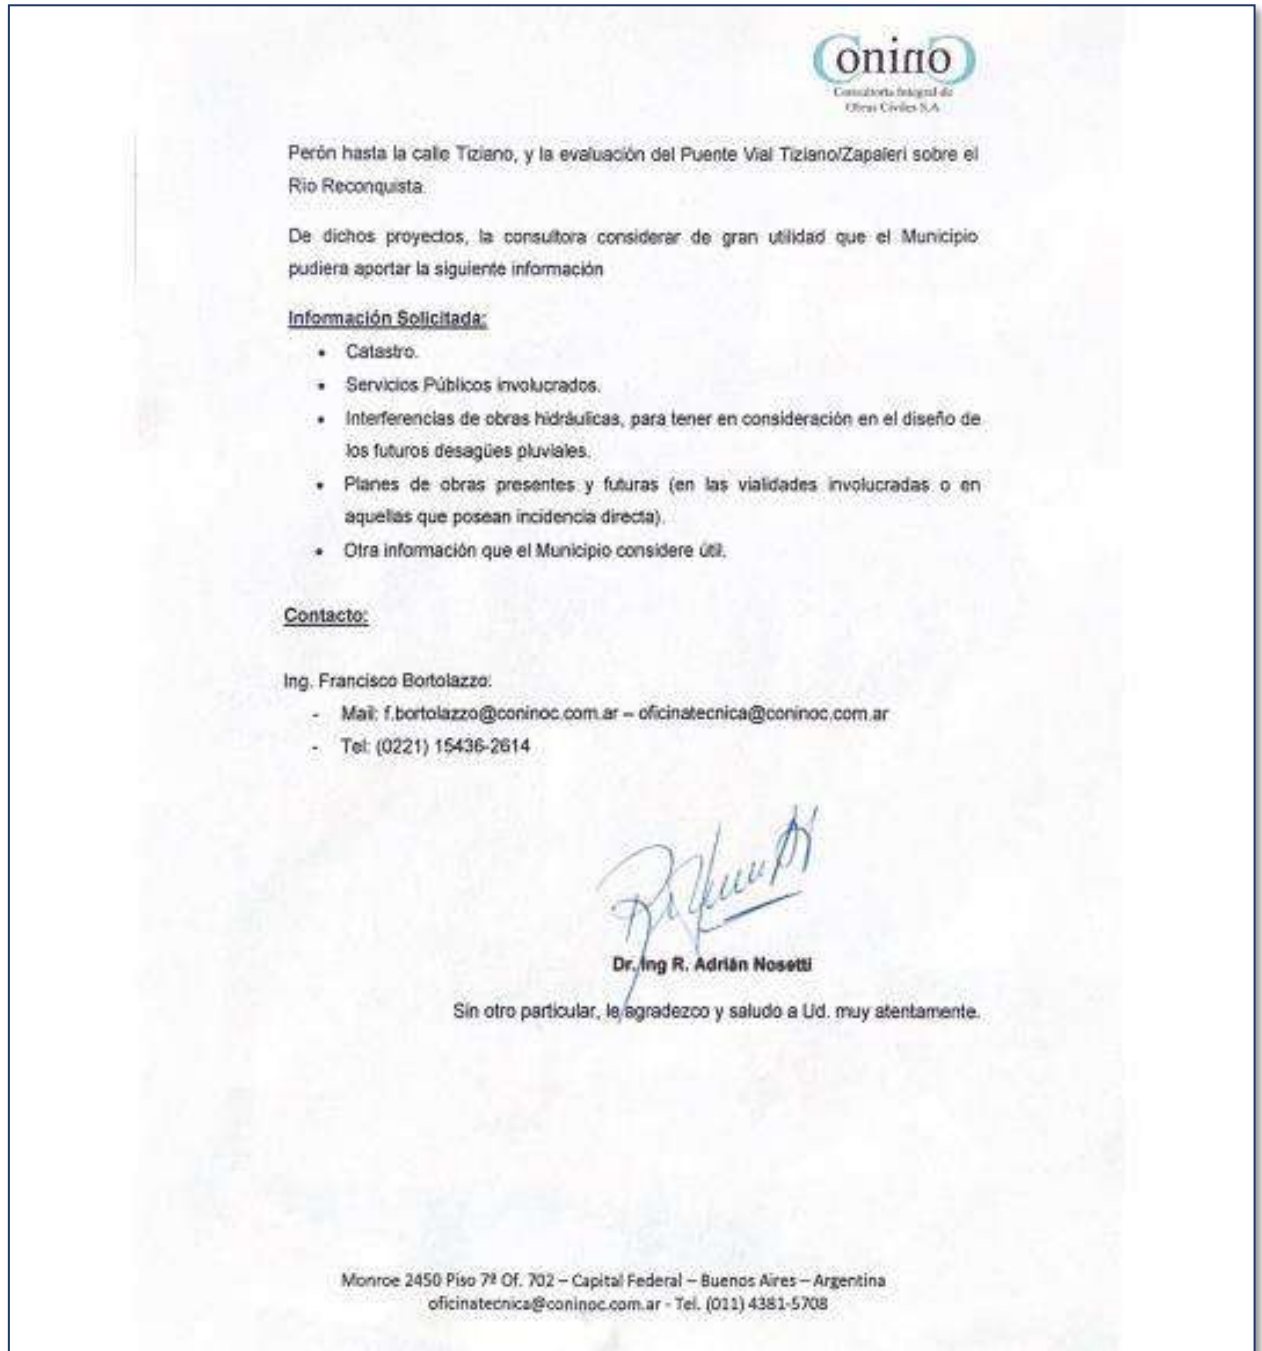 ConinoC
Consultoría Integral de
Obras Civiles S.A.
Perón hasta la calle Tiziano, y la evaluación del Puente Vial Tiziano/Zapaleri sobre el
Rio Reconquista.
De dichos proyectos, la consultora considerar de gran utilidad que el Municipio
pudiera aportar la siguiente información
Información Solicitada:
• Catastro.
• Servicios Públicos involucrados.
• Interferencias de obras hidráulicas, para tener en consideración en el diseño de
los futuros desagües pluviales.
• Planes de obras presentes y futuras (en las vialidades involucradas o en
aquellas que posean incidencia directa).
• Otra información que el Municipio considere útil.
Contacto:
Ing. Francisco Bortolazzo:
- Mail: f.bortolazzo@coninoc.com.ar – oficinatecnica@coninoc.com.ar
- Tel: (0221) 15436-2614
Dr. Ing R. Adrián Nosetti
Sin otro particular, le agradezco y saludo a Ud. muy atentamente.
Monroe 2450 Piso 7º Of. 702 – Capital Federal – Buenos Aires – Argentina
oficinatecnica@coninoc.com.ar - Tel. (011) 4381-5708